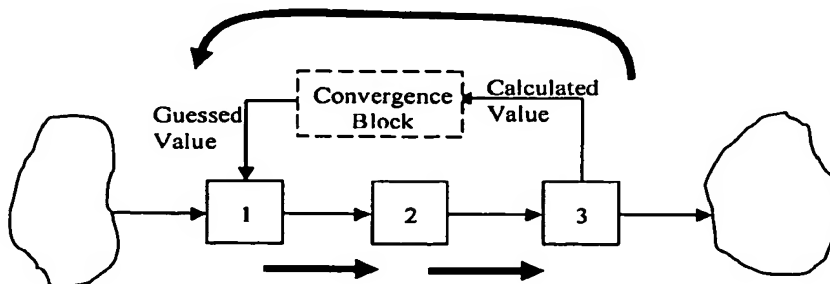 Convergence
Block
Calculated
Value
Guessed
Value
1
2
3